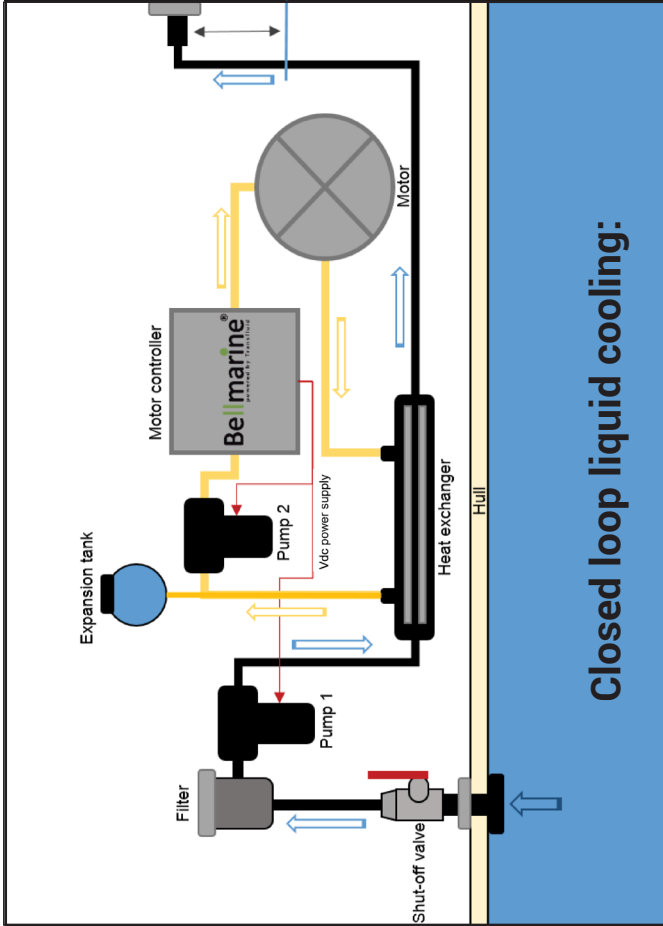 Expansion tank
Motor controller
Bellmarine®
powered by Transfluid
Filter
Pump 1
Pump 2
Vdc power supply
Motor
Shut-off valve
Heat exchanger
Hull
Closed loop liquid cooling: